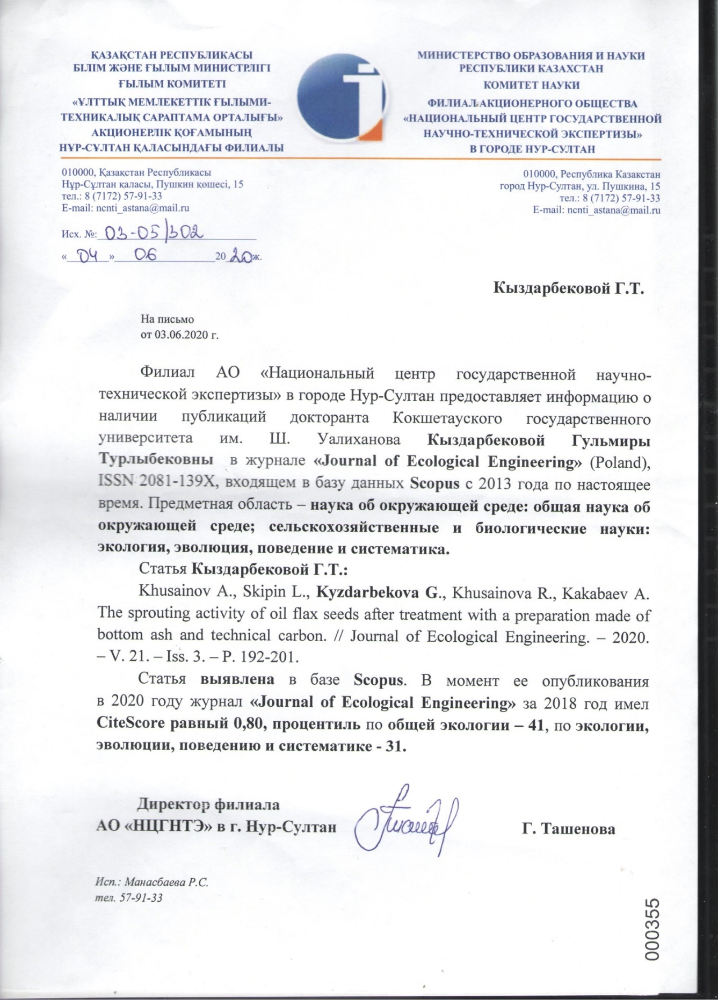 ҚАЗАҚСТАН РЕСПУБЛИКАСЫ
БІЛІМ ЖӘНЕ ҒЫЛЫМ МИНИСТРЛІГІ
ҒЫЛЫМ КОМИТЕТІ
«ҰЛТТЫҚ МЕМЛЕКЕТТІК ҒЫЛЫМИ-
ТЕХНИКАЛЫҚ САРАПТАМА ОРТАЛЫҒЫ»
АКЦИОНЕРЛІК ҚОҒАМЫНЫҢ
НҰР-СҰЛТАН ҚАЛАСЫНДАҒЫ ФИЛИАЛЫ
МИНИСТЕРСТВО ОБРАЗОВАНИЯ И НАУКИ
РЕСПУБЛИКИ КАЗАХСТАН
КОМИТЕТ НАУКИ
ФИЛИАЛ АКЦИОНЕРНОГО ОБЩЕСТВА
«НАЦИОНАЛЬНЫЙ ЦЕНТР ГОСУДАРСТВЕННОЙ
НАУЧНО-ТЕХНИЧЕСКОЙ ЭКСПЕРТИЗЫ»
В ГОРОДЕ НУР-СУЛТАН
010000, Қазақстан Республикасы
Нұр-Сұлтан қаласы, Пушкин көшесі, 15
тел.: 8 (7172) 57-91-33
E-mail: ncnti_astana@mail.ru
010000, Республика Казакстан
город Нур-Султан, ул. Пушкина, 15
тел.: 8 (7172) 57-91-33
E-mail: ncnti_astana@mail.ru
Исх. №: 03-05/302
«04» 06 2020ж.
Кыздарбековой Г.Т.
На письмо
от 03.06.2020 г.
Филиал АО «Национальный центр государственной научно-
технической экспертизы» в городе Нур-Султан предоставляет информацию о
наличии публикаций докторанта Кокшетауского государственного
университета им. Ш. Уалиханова Кыздарбековой Гульмиры
Турлыбековны в журнале «Journal of Ecological Engineering» (Poland),
ISSN 2081-139X, входящем в базу данных Scopus с 2013 года по настоящее
время. Предметная область – наука об окружающей среде: общая наука об
окружающей среде; сельскохозяйственные и биологические науки:
экология, эволюция, поведение и систематика.
Статья Кыздарбековой Г.Т.:
Khusainov A., Skipin L., Kyzdarbekova G., Khusainova R., Kakabaev A.
The sprouting activity of oil flax seeds after treatment with a preparation made of
bottom ash and technical carbon. // Journal of Ecological Engineering. – 2020.
– V. 21. – Iss. 3. – P. 192-201.
Статья выявлена в базе Scopus. В момент ее опубликования
в 2020 году журнал «Journal of Ecological Engineering» за 2018 год имел
CiteScore равный 0,80, процентиль по общей экологии – 41, по экологии,
эволюции, поведению и систематике - 31.
Директор филиала
АО «НЦГНТЭ» в г. Нур-Султан
Г. Ташенова
Исп.: Манасбаева Р.С.
тел. 57-91-33
000355